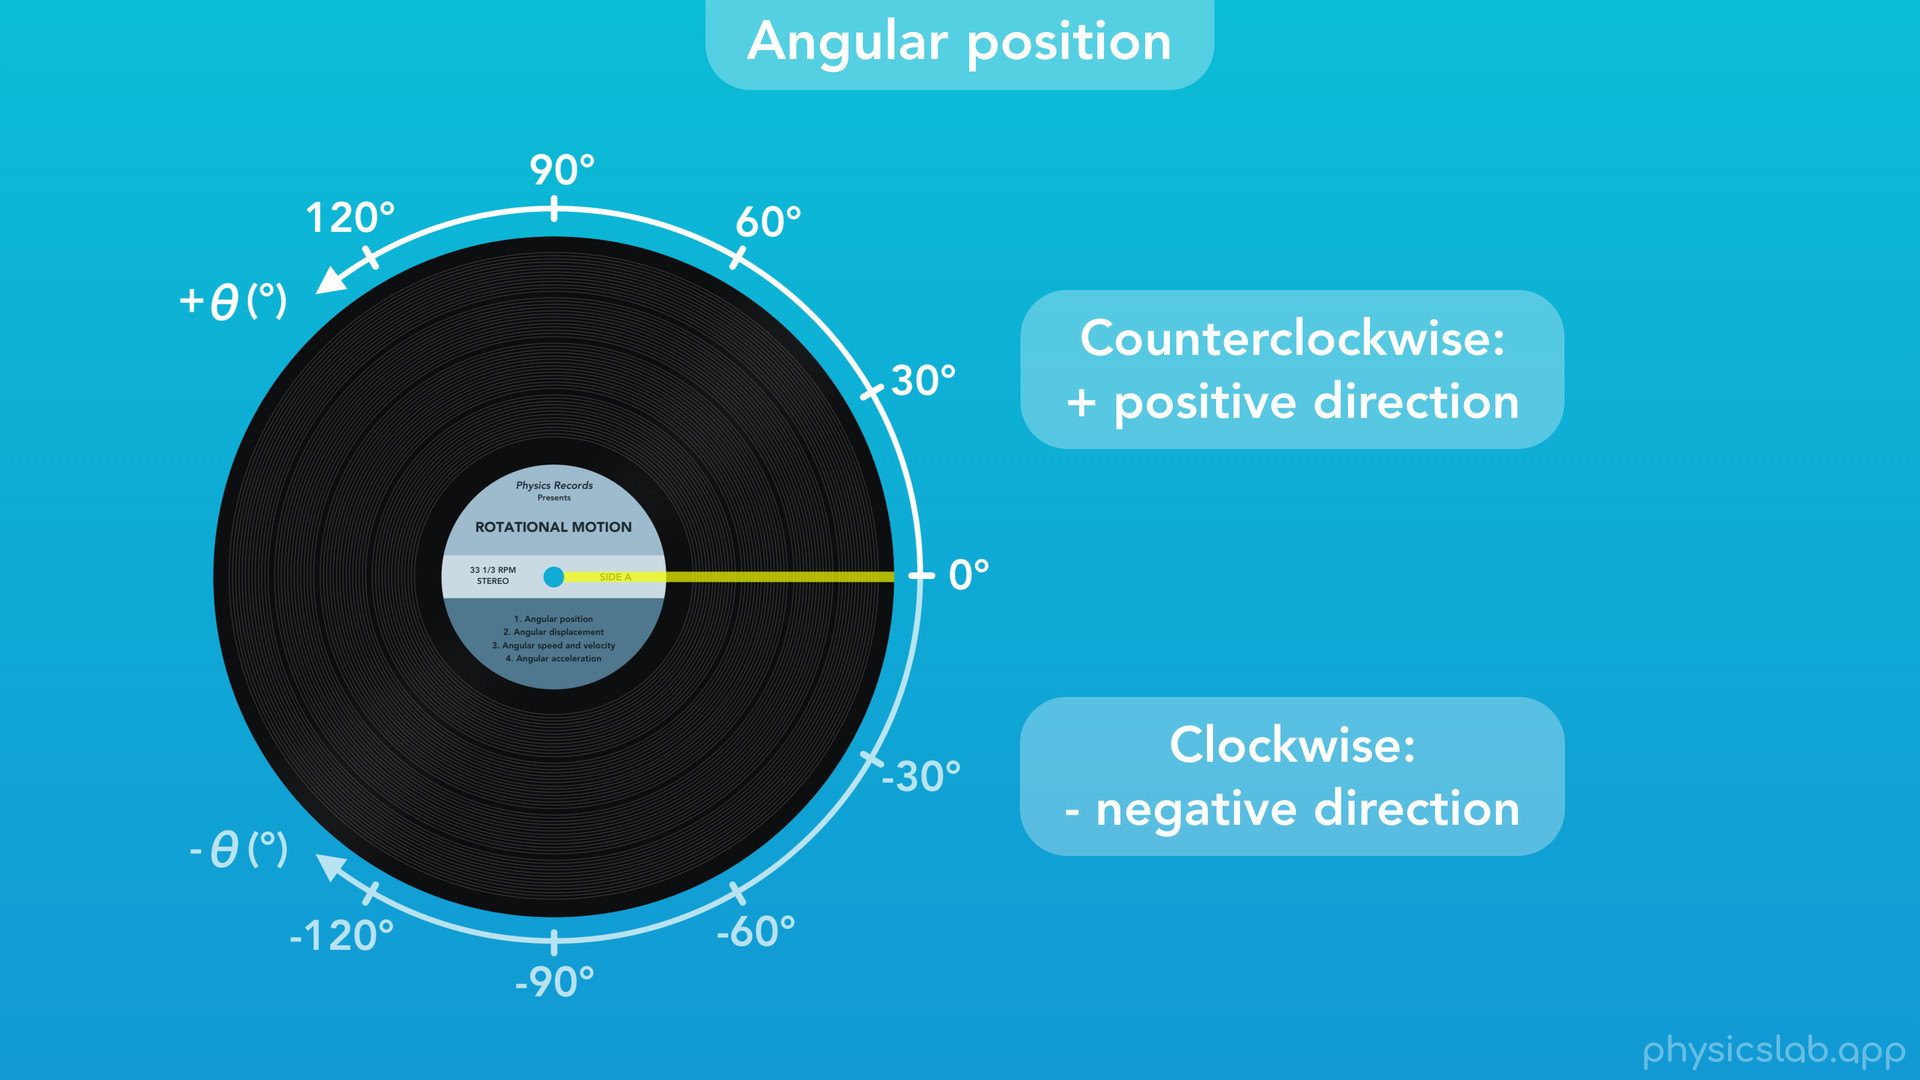 Angular position
90°
120°
60°
+θ(°)
30°
Counterclockwise:
+ positive direction
Physics Records
Presents
ROTATIONAL MOTION
33 1/3 RPM
STEREO
SIDE A
0°
1. Angular position
2. Angular displacement
3. Angular speed and velocity
4. Angular acceleration
Clockwise:
- negative direction
-30°
-θ(°)
-120°
-60°
-90°
physicslab.app